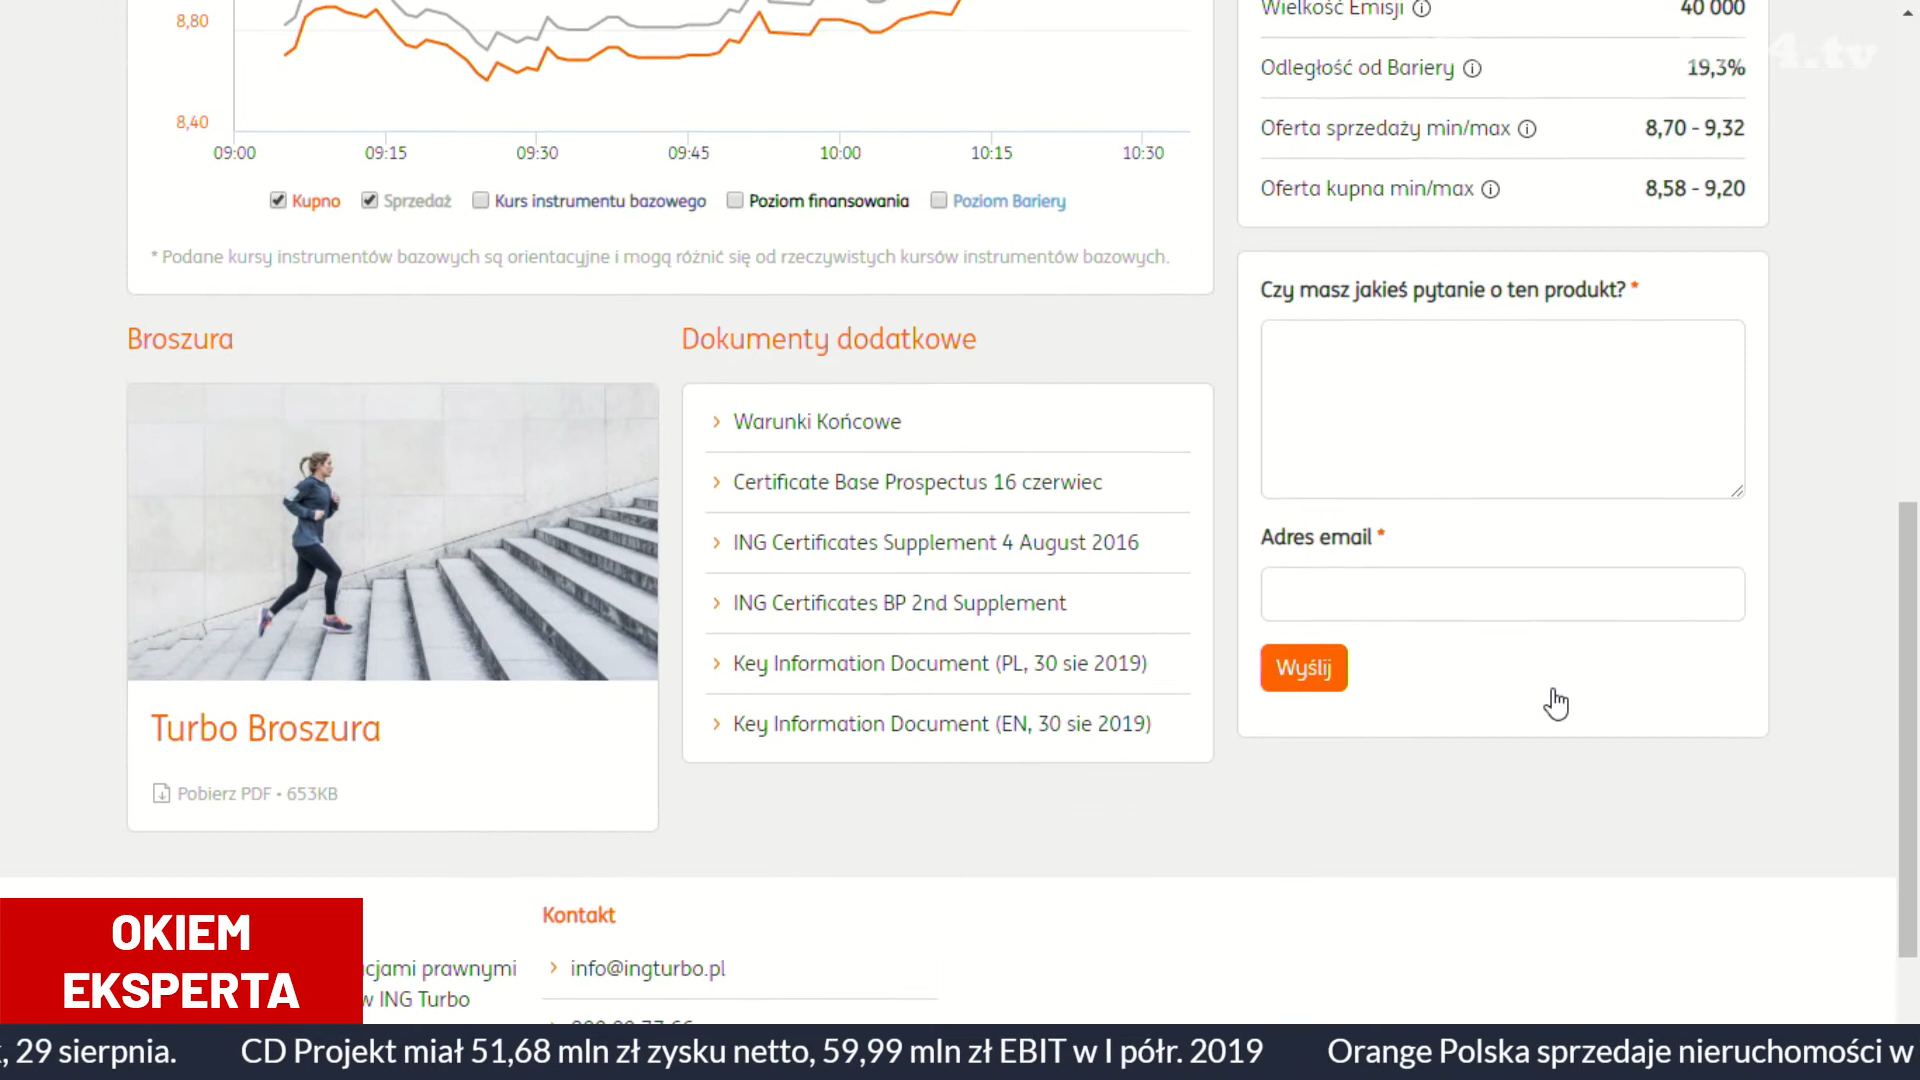 8,80
8,40
09:00 09:15 09:30 09:45 10:00 10:15 10:30
Kupno Sprzedaż Kurs instrumentu bazowego Poziom finansowania Poziom Bariery
* Podane kursy instrumentów bazowych są orientacyjne i mogą różnić się od rzeczywistych kursów instrumentów bazowych.
Wielkość Emisji 40 000
Odległość od Bariery 19,3%
Oferta sprzedaży min/max 8,70 - 9,32
Oferta kupna min/max 8,58 - 9,20
4.tv
Czy masz jakieś pytanie o ten produkt? *
Adres email *
Wyślij
Broszura
Turbo Broszura
Pobierz PDF • 653KB
Dokumenty dodatkowe
Warunki Końcowe
Certificate Base Prospectus 16 czerwiec
ING Certificates Supplement 4 August 2016
ING Certificates BP 2nd Supplement
Key Information Document (PL, 30 sie 2019)
Key Information Document (EN, 30 sie 2019)
Kontakt
info@ingturbo.pl
cjami prawnymi
w ING Turbo
OKIEM
EKSPERTA
, 29 sierpnia. CD Projekt miał 51,68 mln zł zysku netto, 59,99 mln zł EBIT w I półr. 2019 Orange Polska sprzedaje nieruchomości w